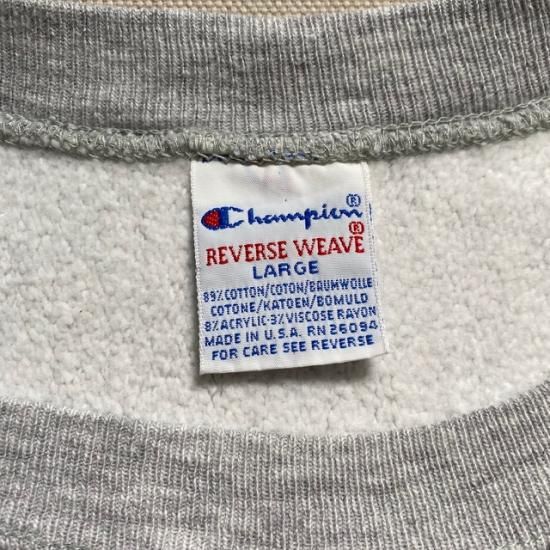 Champion®
REVERSE WEAVE®
LARGE
89% COTTON/COTON/BAUMWOLLE
COTONE/KATOEN/BOMULD
8% ACRYLIC-3% VISCOSE RAYON
MADE IN U.S.A. RN 26094
FOR CARE SEE REVERSE